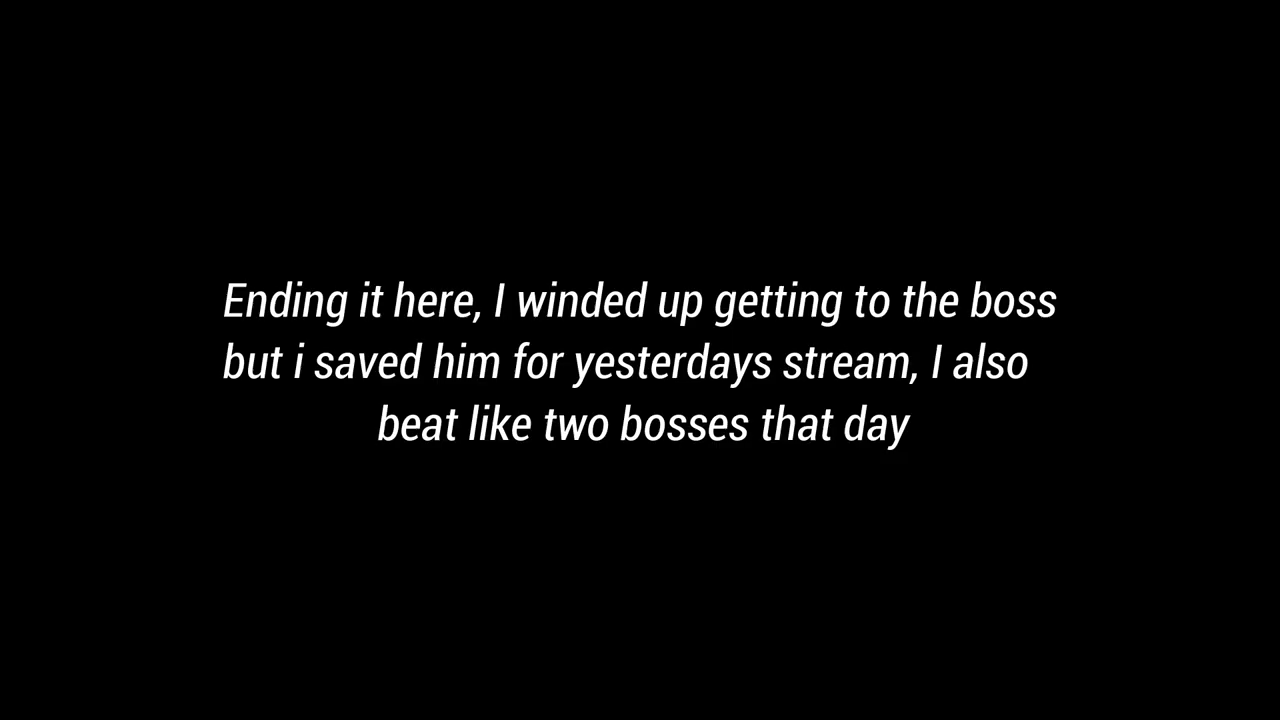 Ending it here, I winded up getting to the boss
but i saved him for yesterdays stream, I also
beat like two bosses that day